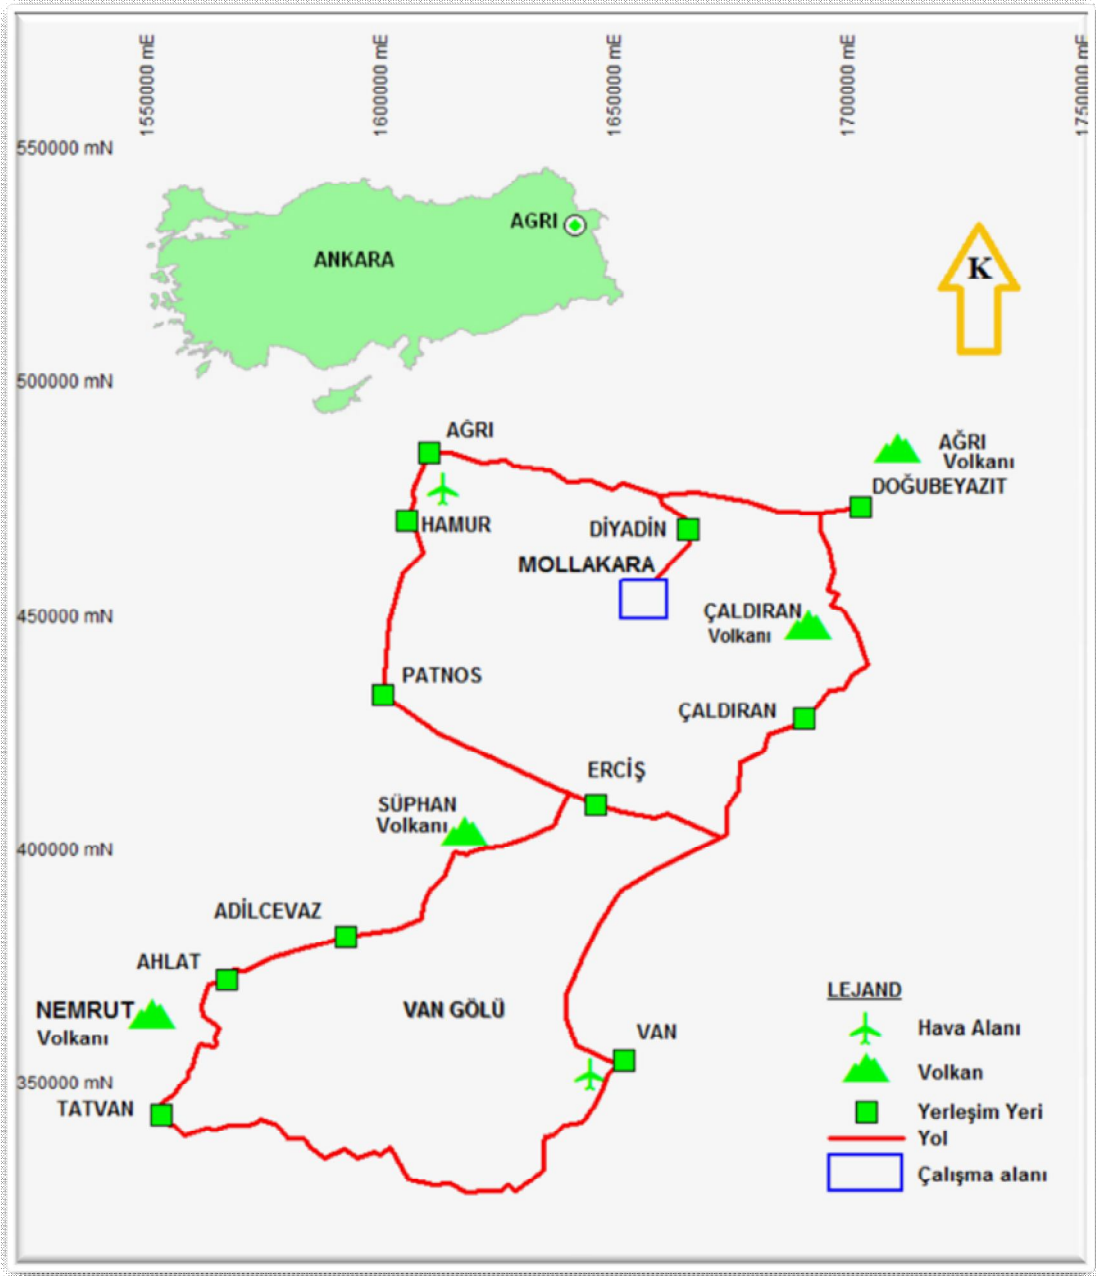 1550000 mE
1600000 mE
1650000 mE
1700000 mE
1750000 mE
550000 mN
AGRI
ANKARA
K
500000 mN
AĞRI
AĞRI
Volkanı
DOĞUBEYAZIT
HAMUR
DİYADİN
MOLLAKARA
450000 mN
ÇALDIRAN
Volkanı
PATNOS
ÇALDIRAN
ERCİŞ
SÜPHAN
Volkanı
400000 mN
ADİLCEVAZ
AHLAT
NEMRUT
Volkanı
VAN GÖLÜ
VAN
350000 mN
TATVAN
LEJAND
Hava Alanı
Volkan
Yerleşim Yeri
Yol
Çalışma alanı